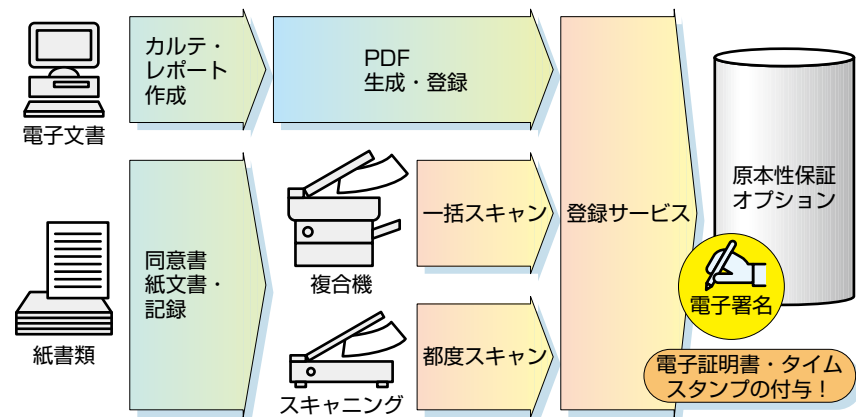 電子文書
カルテ・
レポート
作成
PDF
生成・登録
紙書類
同意書
紙文書・
記録
複合機
一括スキャン
スキャニング
都度スキャン
登録サービス
原本性保証
オプション
電子署名
電子証明書・タイム
スタンプの付与！